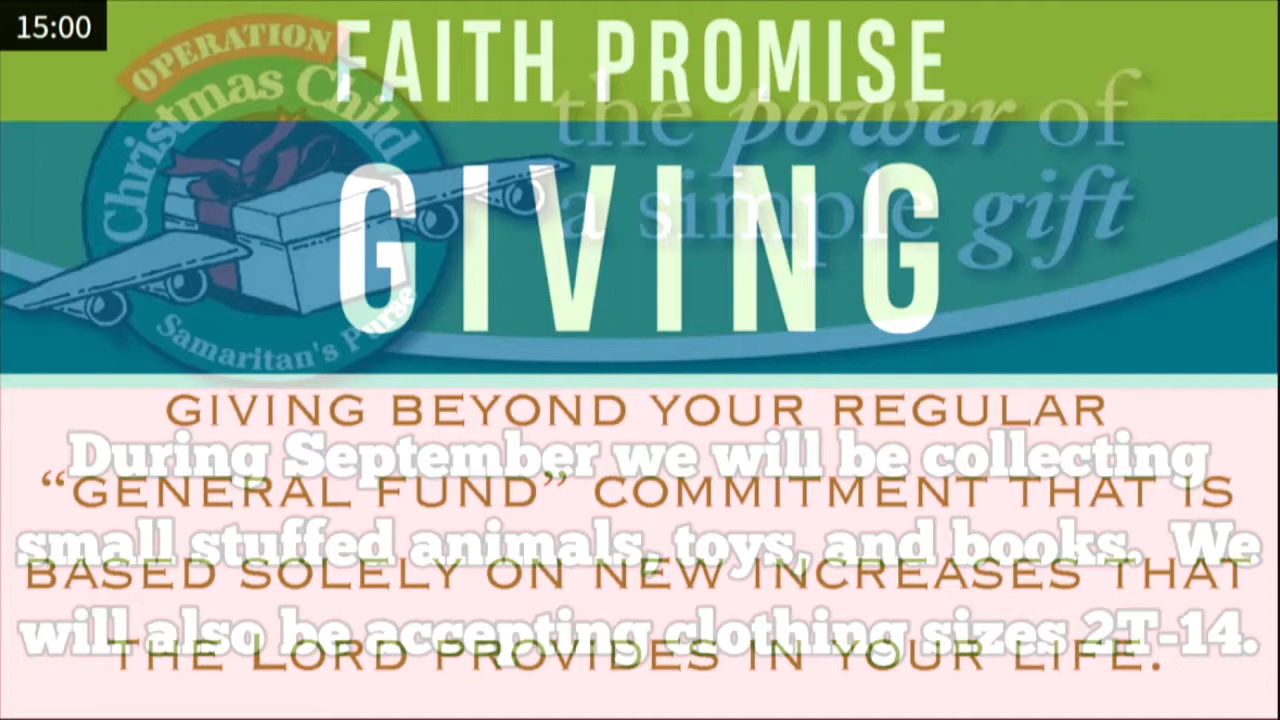 15:00
FAITH PROMISE
GIVING
GIVING BEYOND YOUR REGULAR
“GENERAL FUND” COMMITMENT THAT IS
BASED SOLELY ON NEW INCREASES THAT
THE LORD PROVIDES IN YOUR LIFE.
OPERATION
Christmas Child
Samaritan's Purse
the power of
a simple gift
During September we will be collecting
small stuffed animals, toys, and books. We
will also be accepting clothing sizes 2T-14.